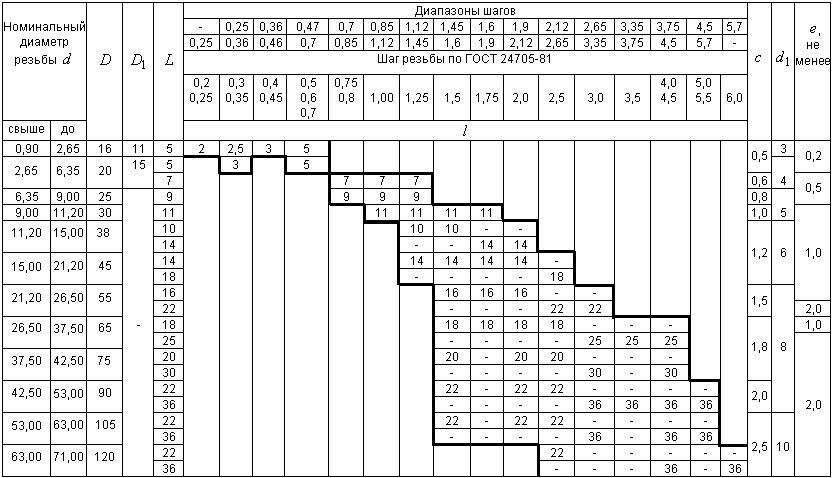 Номинальный диаметр резьбы d D D1 L Диапазоны шагов c d1 e, не менее
- 0,25 0,36 0,47 0,7 0,85 1,12 1,45 1,6 1,9 2,12 2,65 3,35 3,75 4,5 5,7
0,25 0,36 0,46 0,7 0,85 1,12 1,45 1,6 1,9 2,12 2,65 3,35 3,75 4,5 5,7 -
Шаг резьбы по ГОСТ 24705-81
0,2 0,3 0,4 0,5 0,75 1,00 1,25 1,5 1,75 2,0 2,5 3,0 3,5 4,0 5,0 6,0
0,25 0,35 0,45 0,6 0,8 4,5 5,5
0,7
свыше до l
0,90 2,65 16 11 5 2 2,5 3 5 0,5 3 0,2
2,65 6,35 20 15 5 3 5
7 7 7 7 0,6 4 0,5
6,35 9,00 25 - 9 9 9 9 0,8
9,00 11,20 30 11 11 11 11 11 1,0 5 1,0
11,20 15,00 38 10 10 10 - - 1,2 6
14 - - 14 14
15,00 21,20 45 14 14 14 14 14 -
18 - - - - 18
21,20 26,50 55 16 16 16 16 - - 1,5 8
22 - - - 22 22 2,0
26,50 37,50 65 18 18 18 18 18 - - - 1,8 1,0
25 - - - - 25 25 25 2,0
37,50 42,50 75 20 20 - 20 20 - - -
30 - - - - 30 - 30
42,50 53,00 90 22 22 - 22 22 - - - - 2,0
36 - - - - 36 36 36 36
53,00 63,00 105 22 22 - 22 22 - - - - 2,5 10
36 - - - - 36 - 36 36
63,00 71,00 120 22 22 - - - - -
36 - - - 36 - 36